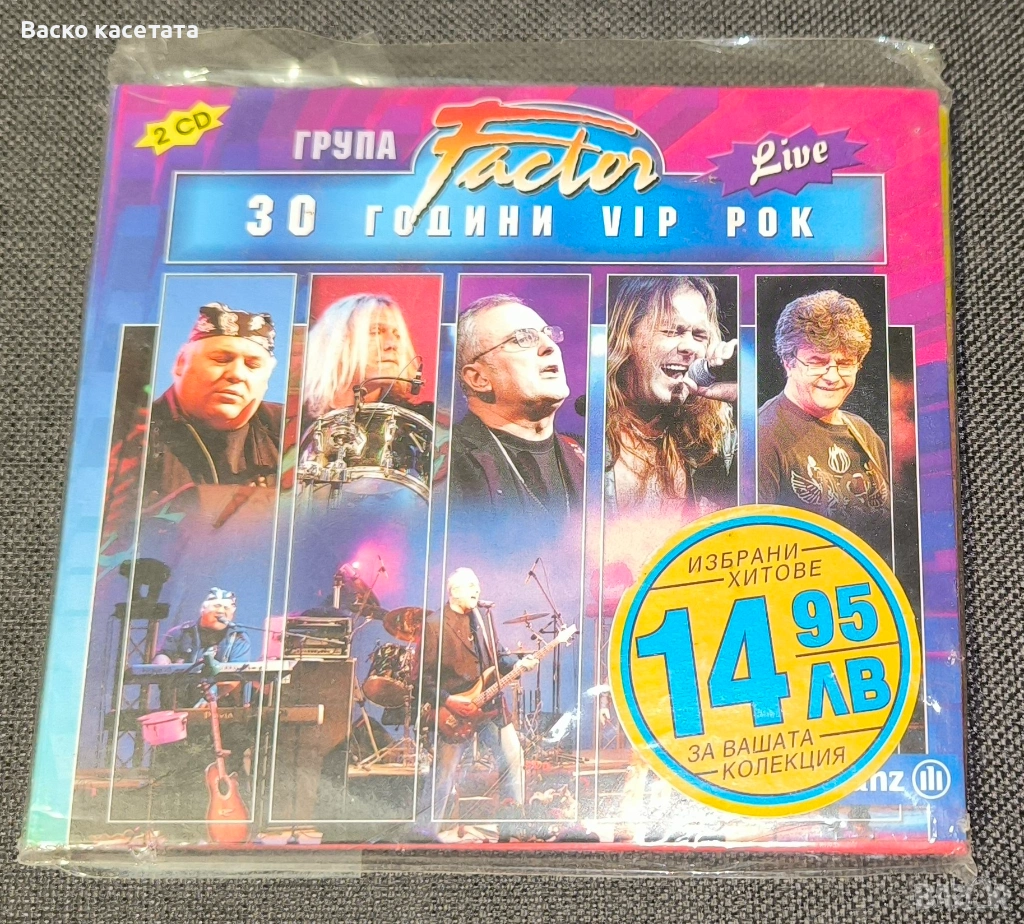 Васко касетата
2 CD
ГРУПА
Factor
Live
30 ГОДИНИ VIP РОК
ИЗБРАНИ
ХИТОВЕ
14 95
ЛВ
ЗА ВАШАТА
КОЛЕКЦИЯ